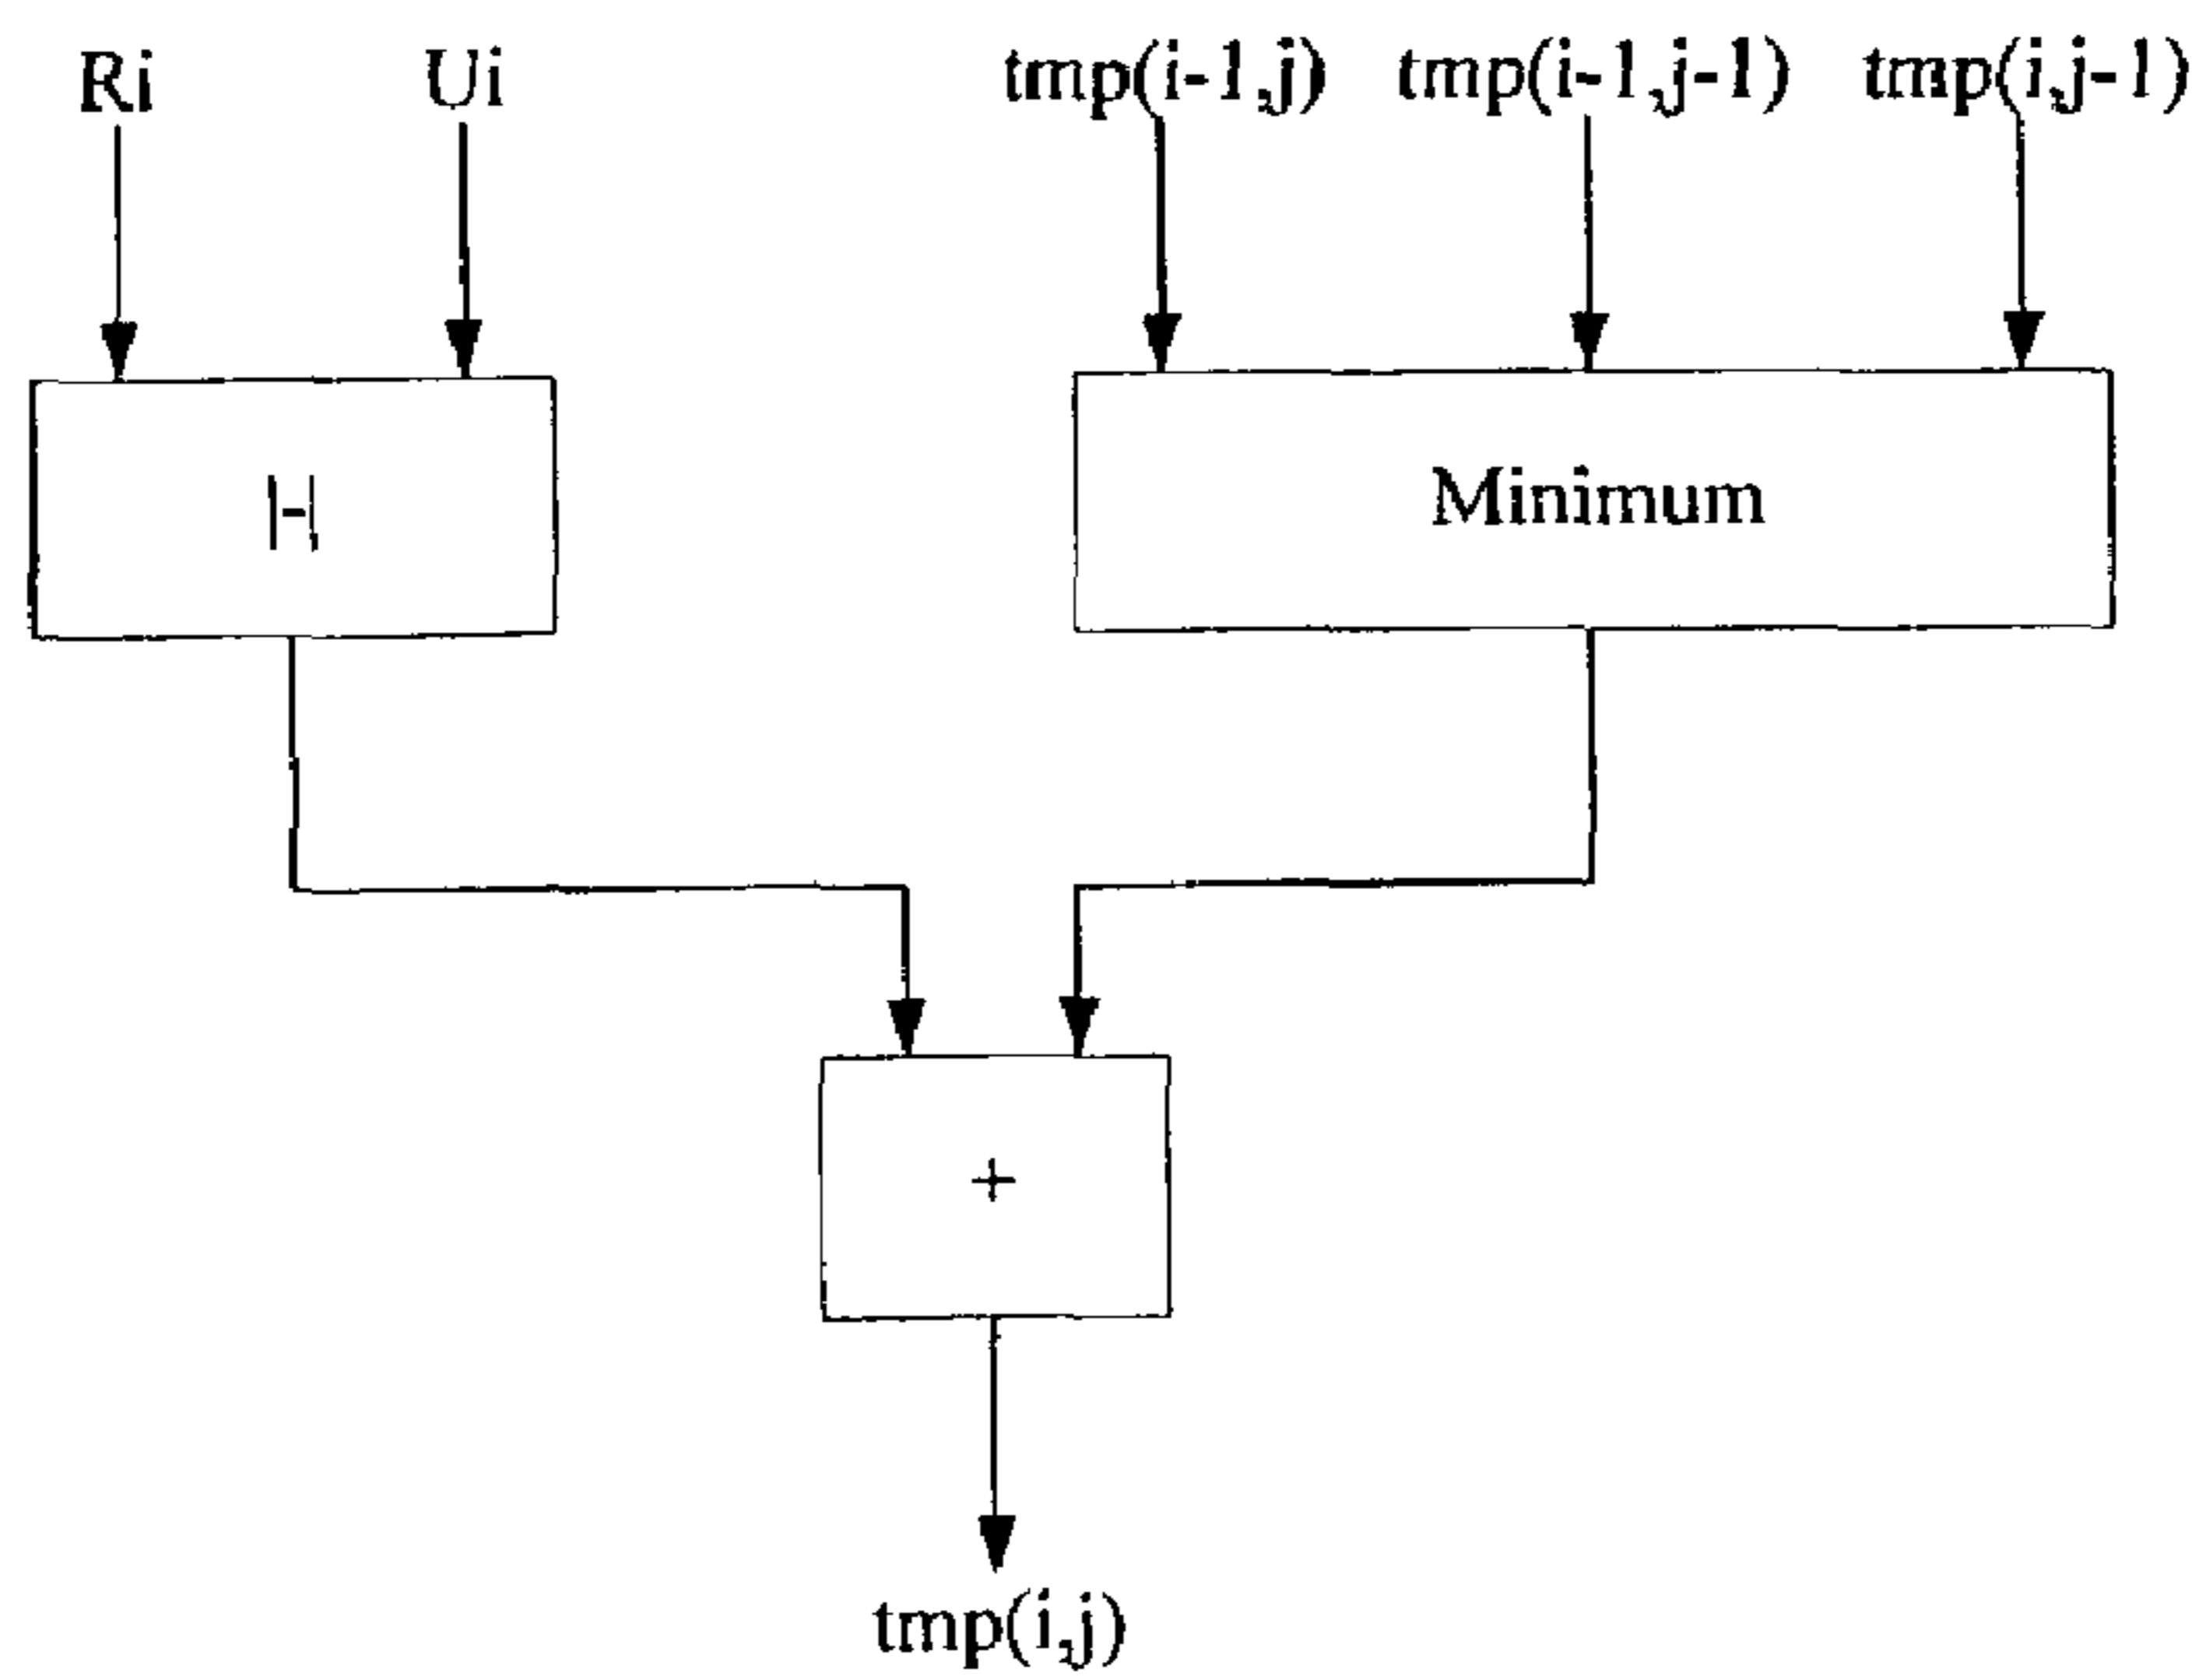 Ri Ui tmp(i-1,j) tmp(i-1,j-1) tmp(i,j-1)
|-| Minimum
+
tmp(i,j)